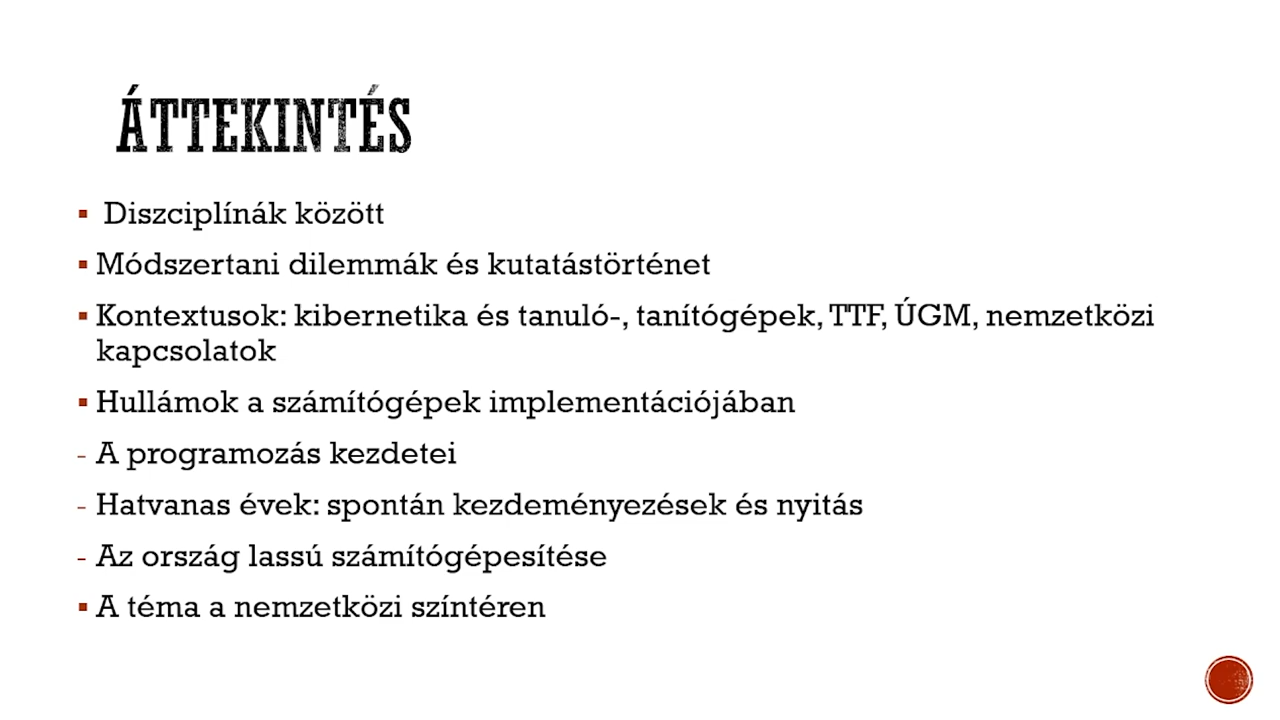 ÁTTEKINTÉS
▪ Diszciplínák között
▪ Módszertani dilemmák és kutatástörténet
▪ Kontextusok: kibernetika és tanuló-, tanítógépek, TTF, ÚGM, nemzetközi
kapcsolatok
▪ Hullámok a számítógépek implementációjában
- A programozás kezdetei
- Hatvanas évek: spontán kezdeményezések és nyitás
- Az ország lassú számítógépesítése
▪ A téma a nemzetközi színtéren